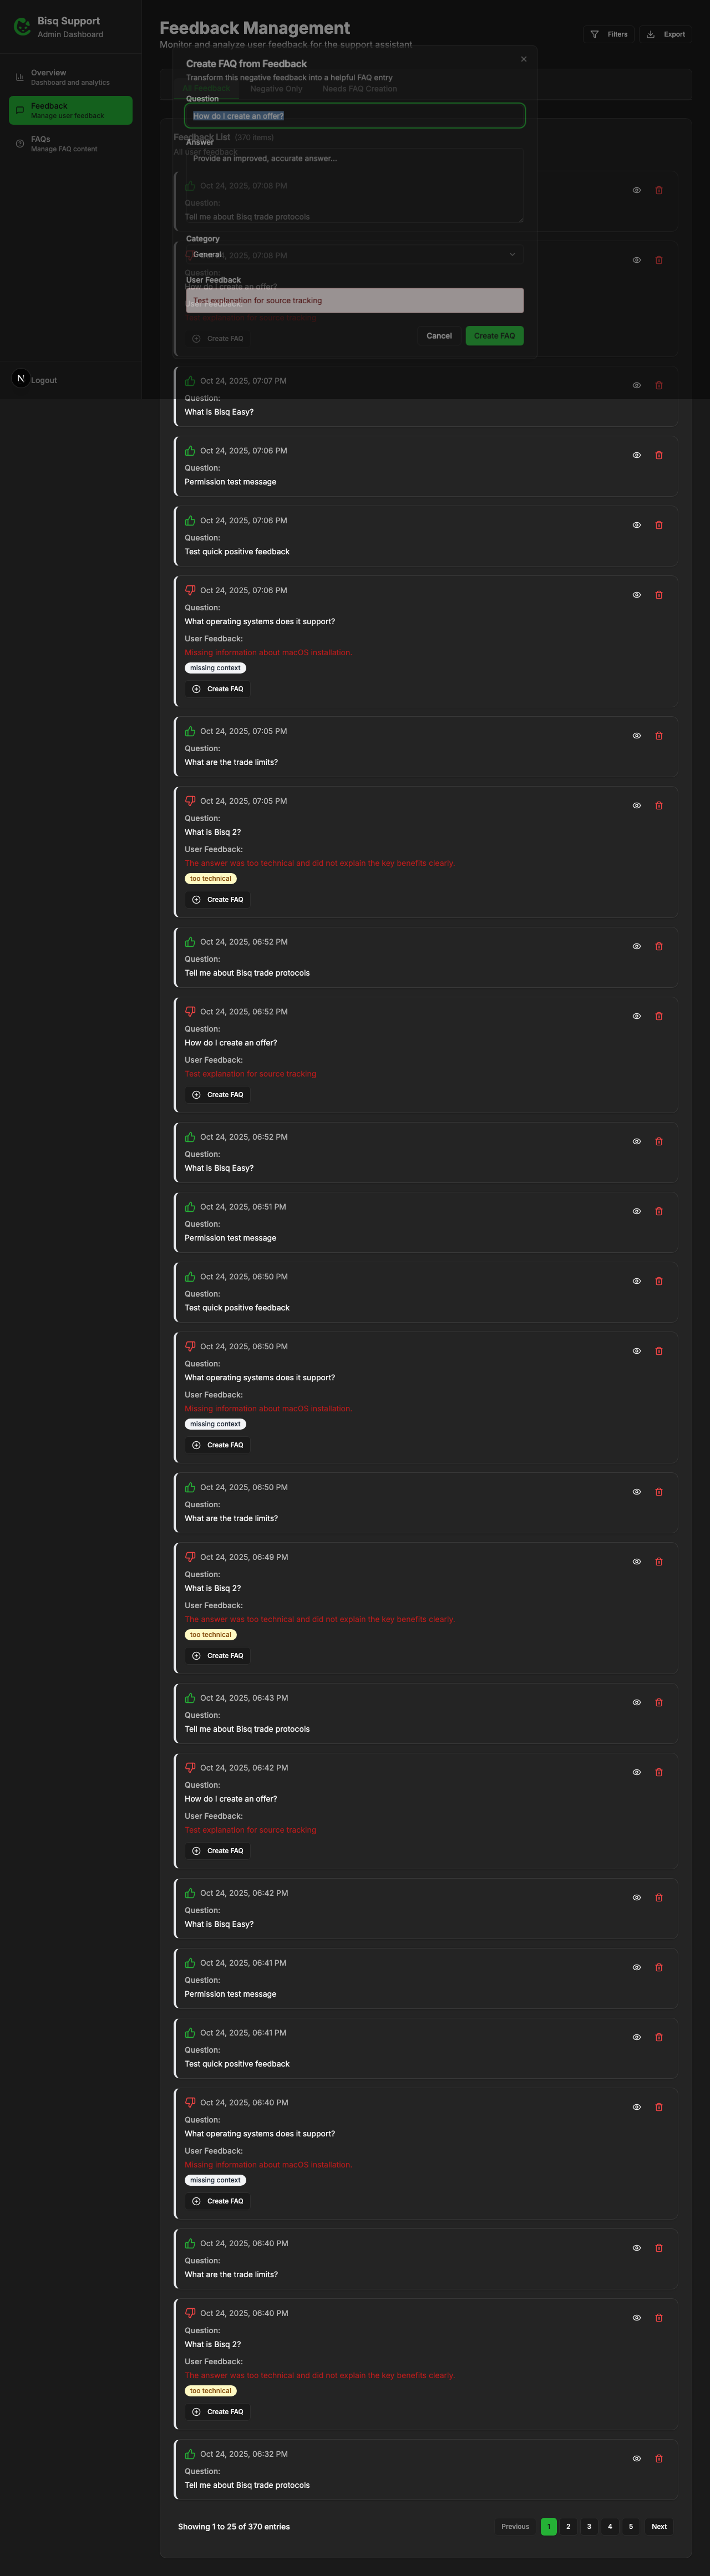 Bisq Support
Admin Dashboard
Overview
Dashboard and analytics
Feedback
Manage user feedback
FAQs
Manage FAQ content
N
Logout
Feedback Management
Monitor and analyze user feedback for the support assistant
Filters
Export
All Feedback
Negative Only
Needs FAQ Creation
Create FAQ from Feedback
Transform this negative feedback into a helpful FAQ entry
Question
How do I create an offer?
Answer
Provide an improved, accurate answer...
Category
General
User Feedback
Test explanation for source tracking
Cancel
Create FAQ
Feedback List (370 items)
All user feedback
Oct 24, 2025, 07:08 PM
Question:
Tell me about Bisq trade protocols
Oct 24, 2025, 07:08 PM
Question:
How do I create an offer?
User Feedback:
Create FAQ
Oct 24, 2025, 07:07 PM
Question:
What is Bisq Easy?
Oct 24, 2025, 07:06 PM
Question:
Permission test message
Oct 24, 2025, 07:06 PM
Question:
Test quick positive feedback
Oct 24, 2025, 07:06 PM
Question:
What operating systems does it support?
User Feedback:
Missing information about macOS installation.
missing context
Create FAQ
Oct 24, 2025, 07:05 PM
Question:
What are the trade limits?
Oct 24, 2025, 07:05 PM
Question:
What is Bisq 2?
User Feedback:
The answer was too technical and did not explain the key benefits clearly.
too technical
Create FAQ
Oct 24, 2025, 06:52 PM
Question:
Tell me about Bisq trade protocols
Oct 24, 2025, 06:52 PM
Question:
How do I create an offer?
User Feedback:
Test explanation for source tracking
Create FAQ
Oct 24, 2025, 06:52 PM
Question:
What is Bisq Easy?
Oct 24, 2025, 06:51 PM
Question:
Permission test message
Oct 24, 2025, 06:50 PM
Question:
Test quick positive feedback
Oct 24, 2025, 06:50 PM
Question:
What operating systems does it support?
User Feedback:
Missing information about macOS installation.
missing context
Create FAQ
Oct 24, 2025, 06:50 PM
Question:
What are the trade limits?
Oct 24, 2025, 06:49 PM
Question:
What is Bisq 2?
User Feedback:
The answer was too technical and did not explain the key benefits clearly.
too technical
Create FAQ
Oct 24, 2025, 06:43 PM
Question:
Tell me about Bisq trade protocols
Oct 24, 2025, 06:42 PM
Question:
How do I create an offer?
User Feedback:
Test explanation for source tracking
Create FAQ
Oct 24, 2025, 06:42 PM
Question:
What is Bisq Easy?
Oct 24, 2025, 06:41 PM
Question:
Permission test message
Oct 24, 2025, 06:41 PM
Question:
Test quick positive feedback
Oct 24, 2025, 06:40 PM
Question:
What operating systems does it support?
User Feedback:
Missing information about macOS installation.
missing context
Create FAQ
Oct 24, 2025, 06:40 PM
Question:
What are the trade limits?
Oct 24, 2025, 06:40 PM
Question:
What is Bisq 2?
User Feedback:
The answer was too technical and did not explain the key benefits clearly.
too technical
Create FAQ
Oct 24, 2025, 06:32 PM
Question:
Tell me about Bisq trade protocols
Showing 1 to 25 of 370 entries
Previous
1
2
3
4
5
Next